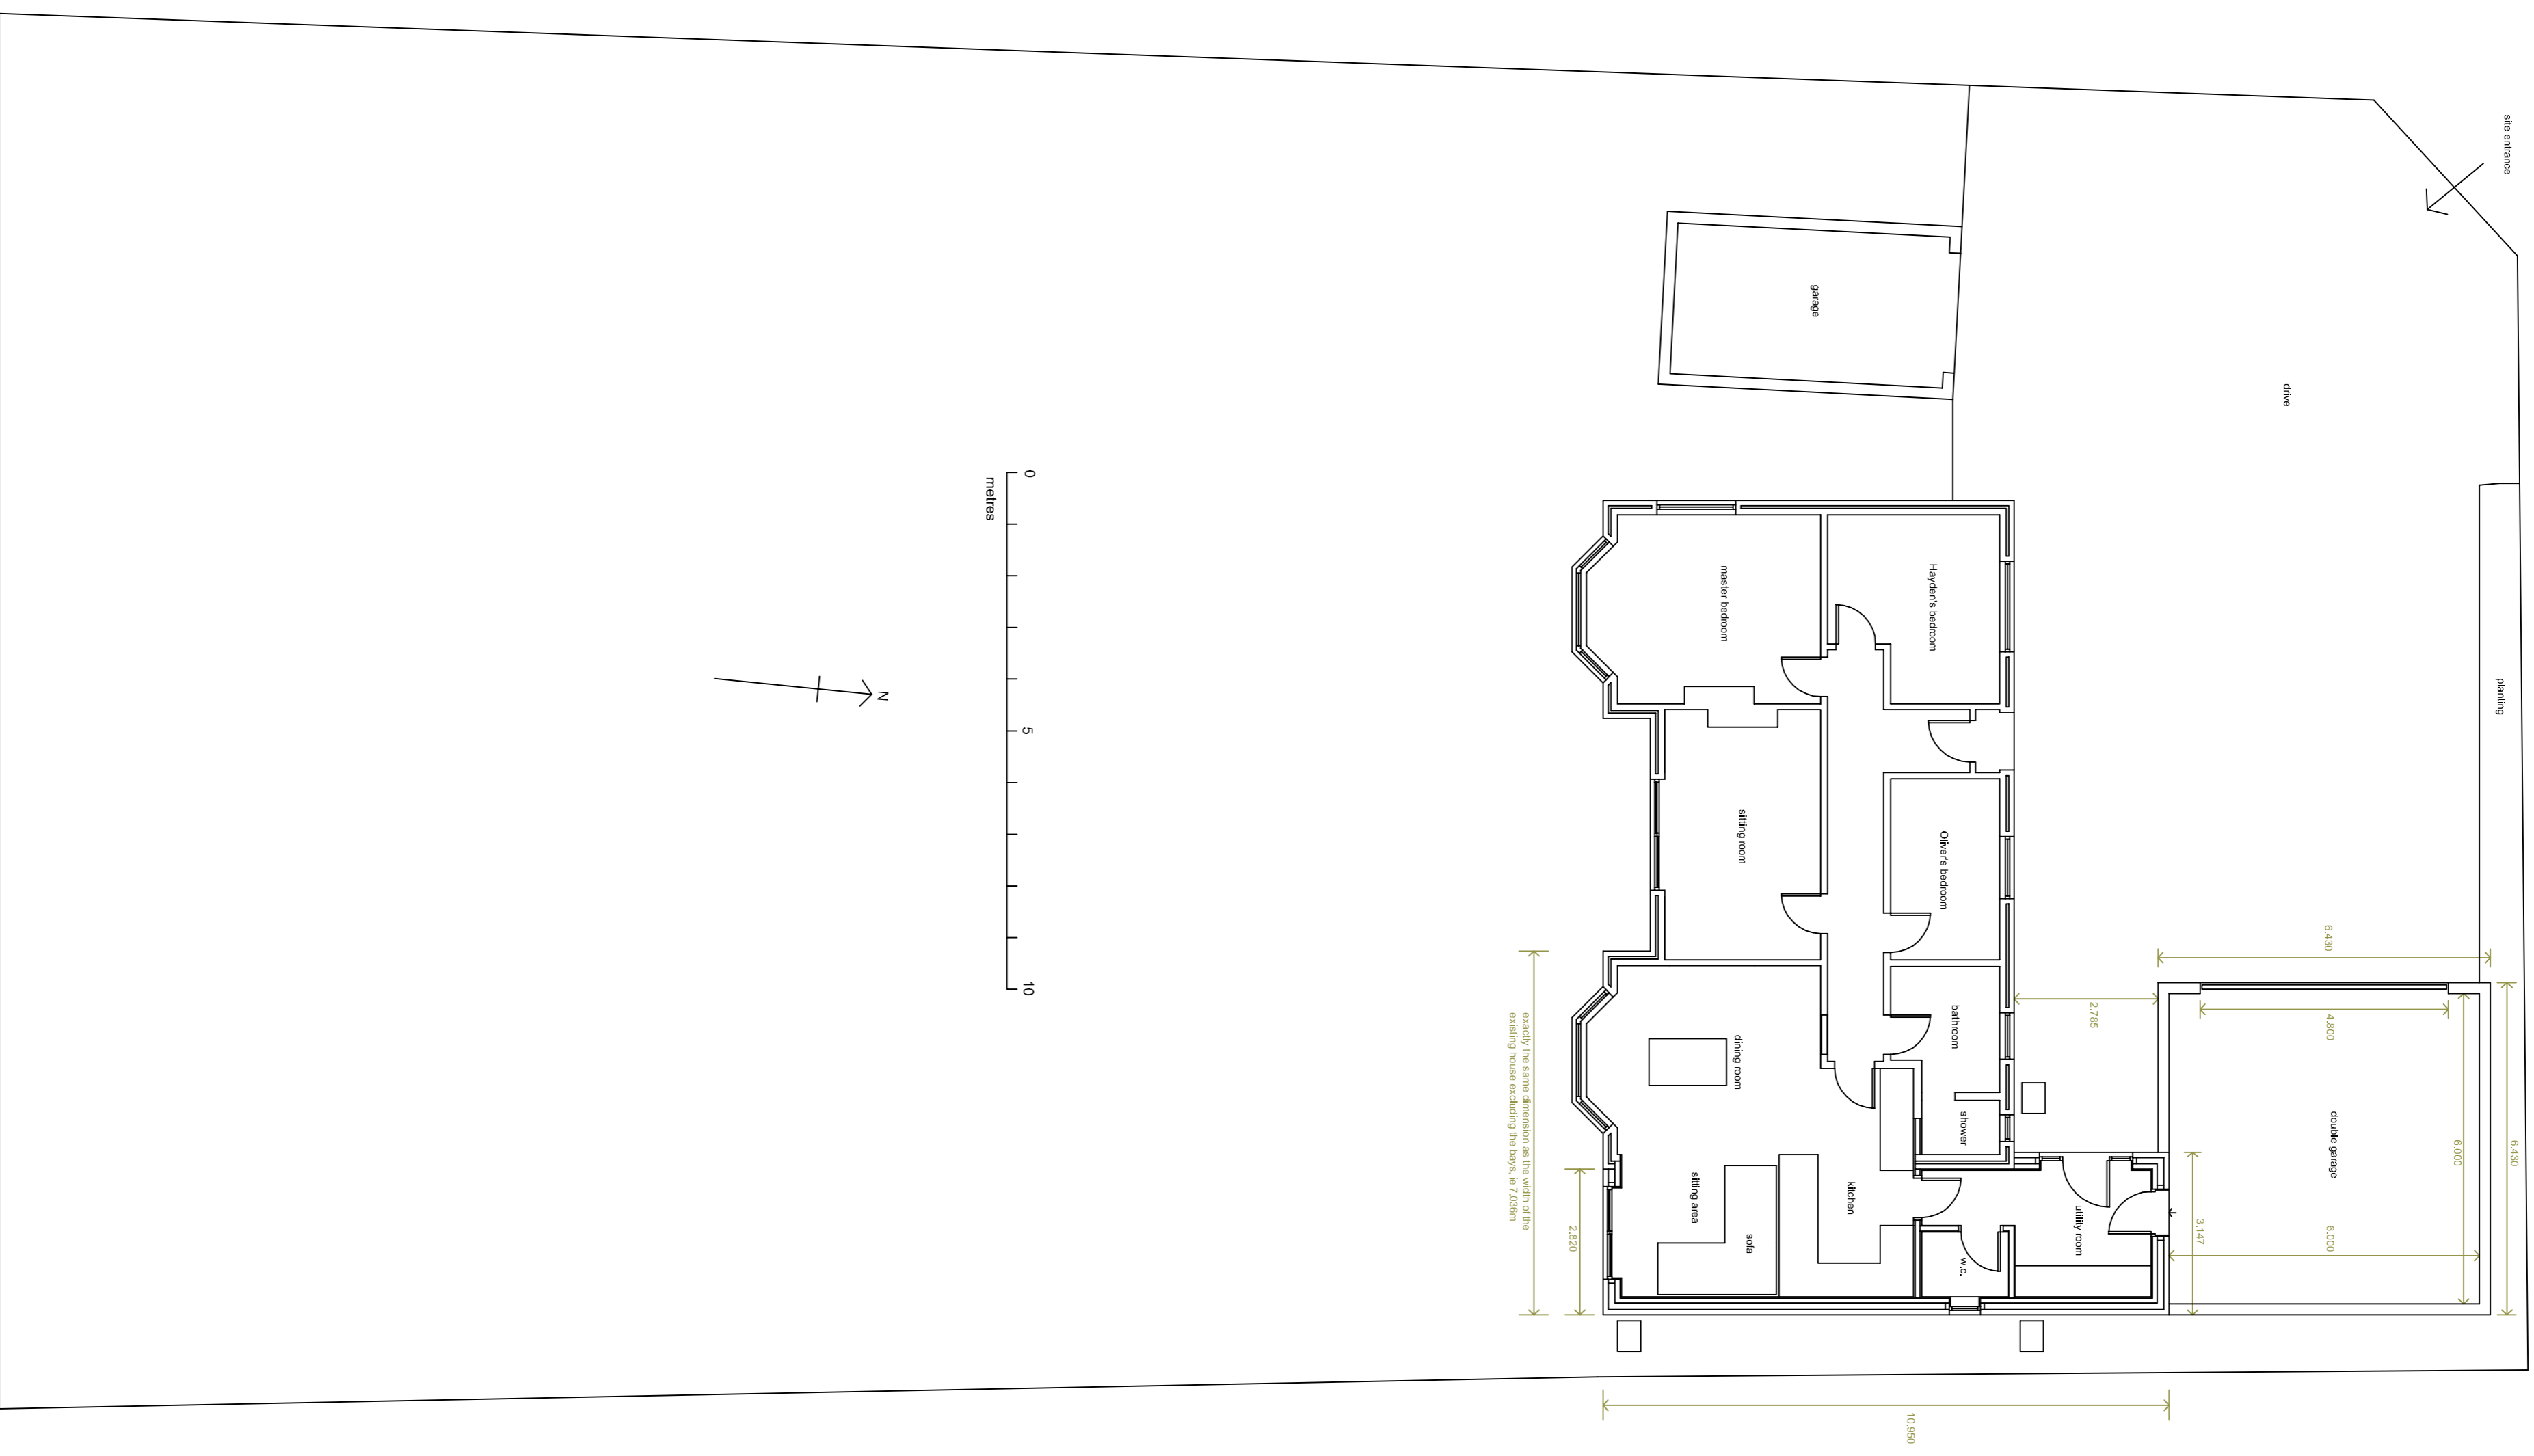 site entrance
drive
planting
garage
Hayden's bedroom
master bedroom
sitting room
Oliver's bedroom
bathroom
shower
dining room
kitchen
sitting area
sofa
w.c.
utility room
double garage
6.430
4.800
6.430
6.000
6.000
2.785
3.147
2.820
10.950
exactly the same dimension as the width of the
existing house excluding the bays, ie 7.036m
0
5
10
metres
N